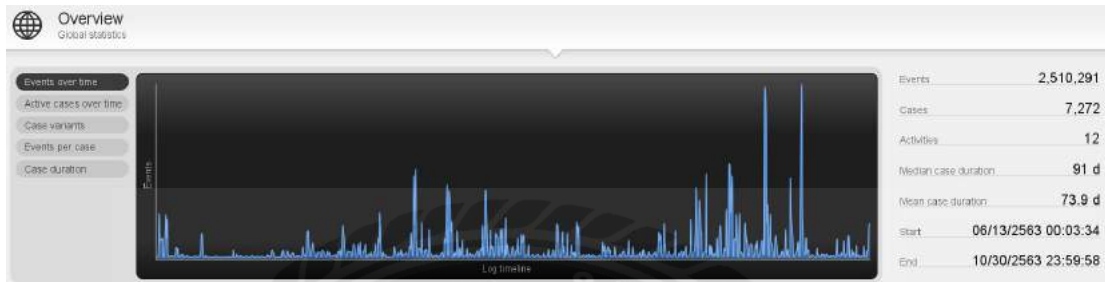 Overview
Global statistics
Events over time
Active cases over time
Case variants
Events per case
Case duration
Events
Log timeline
Events 2,510,291
Cases 7,272
Activities 12
Median case duration 91 d
Mean case duration 73.9 d
Start 06/13/2563 00:03:34
End 10/30/2563 23:59:58